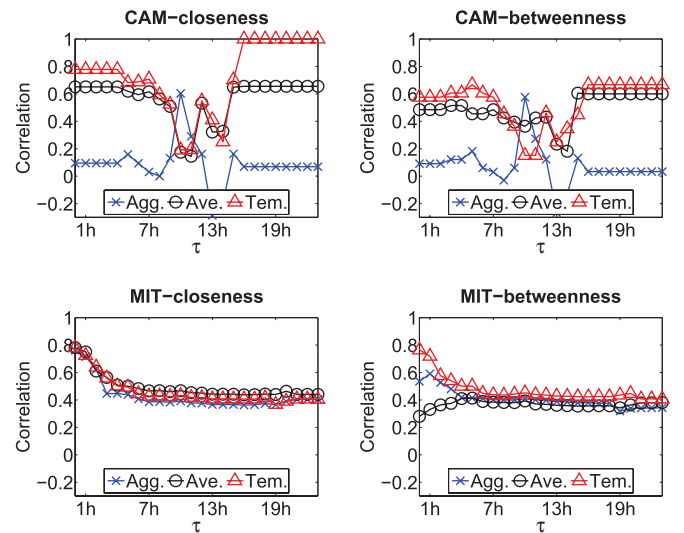 CAM−closeness
1
0.8
0.6
0.4
0.2
0
−0.2
Correlation
Agg. Ave. Tem.
1h 7h 13h 19h
τ
CAM−betweenness
1
0.8
0.6
0.4
0.2
0
−0.2
Correlation
Agg. Ave. Tem.
1h 7h 13h 19h
τ
MIT−closeness
1
0.8
0.6
0.4
0.2
0
−0.2
Correlation
Agg. Ave. Tem.
1h 7h 13h 19h
τ
MIT−betweenness
1
0.8
0.6
0.4
0.2
0
−0.2
Correlation
Agg. Ave. Tem.
1h 7h 13h 19h
τ